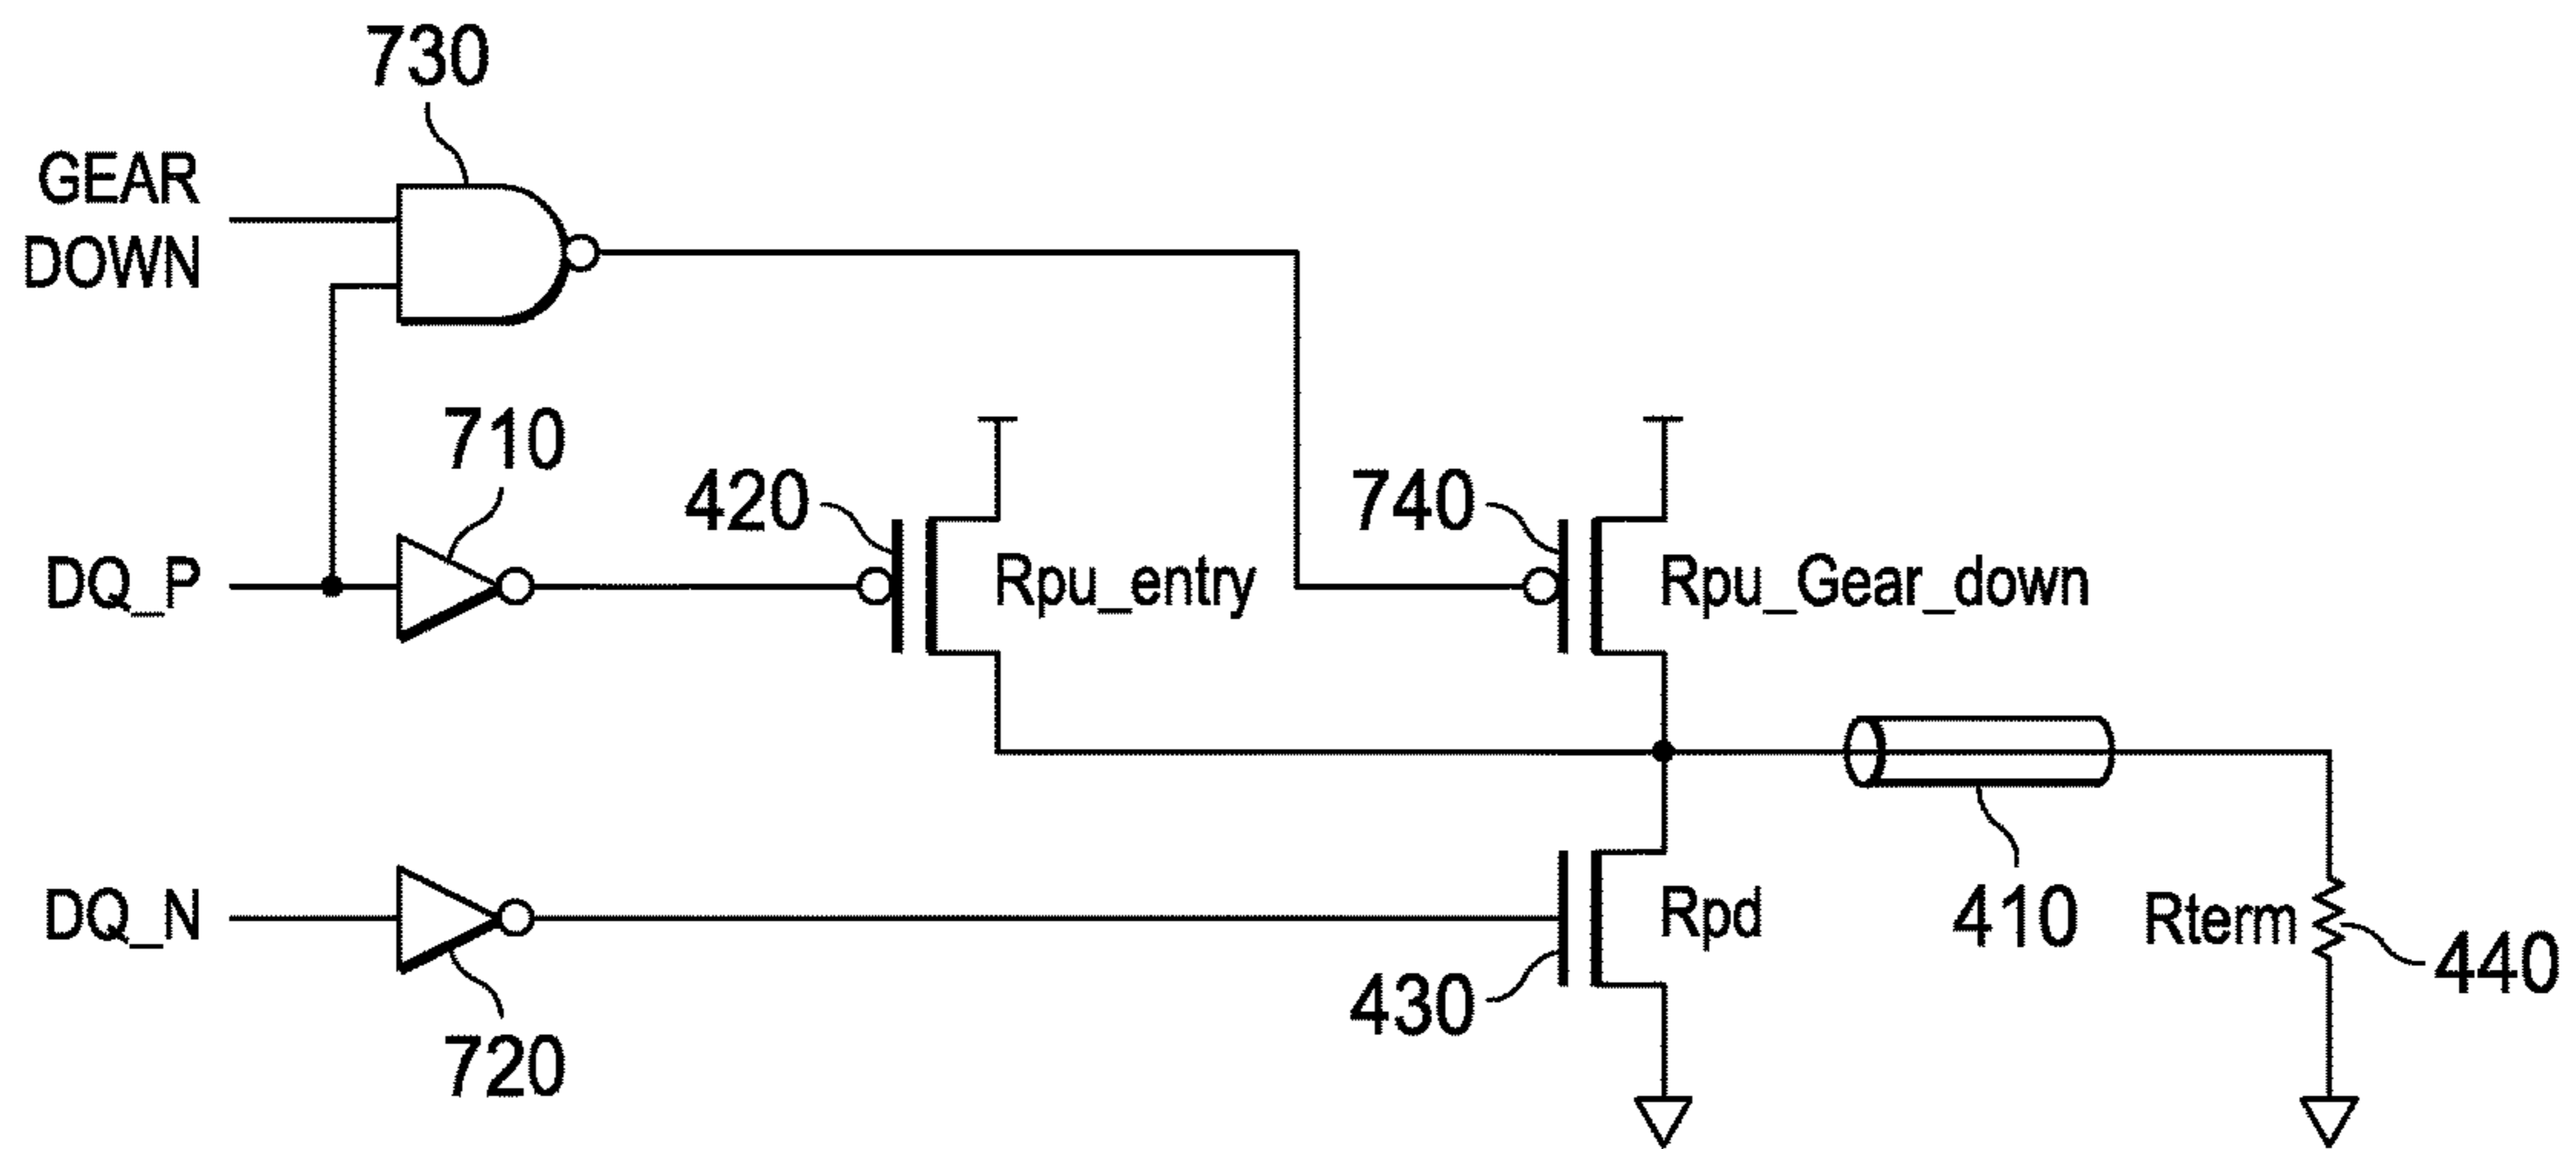 730
GEAR
DOWN
710
420
740
DQ_P
Rpu_entry
Rpu_Gear_down
DQ_N
Rpd
410
Rterm
440
430
720